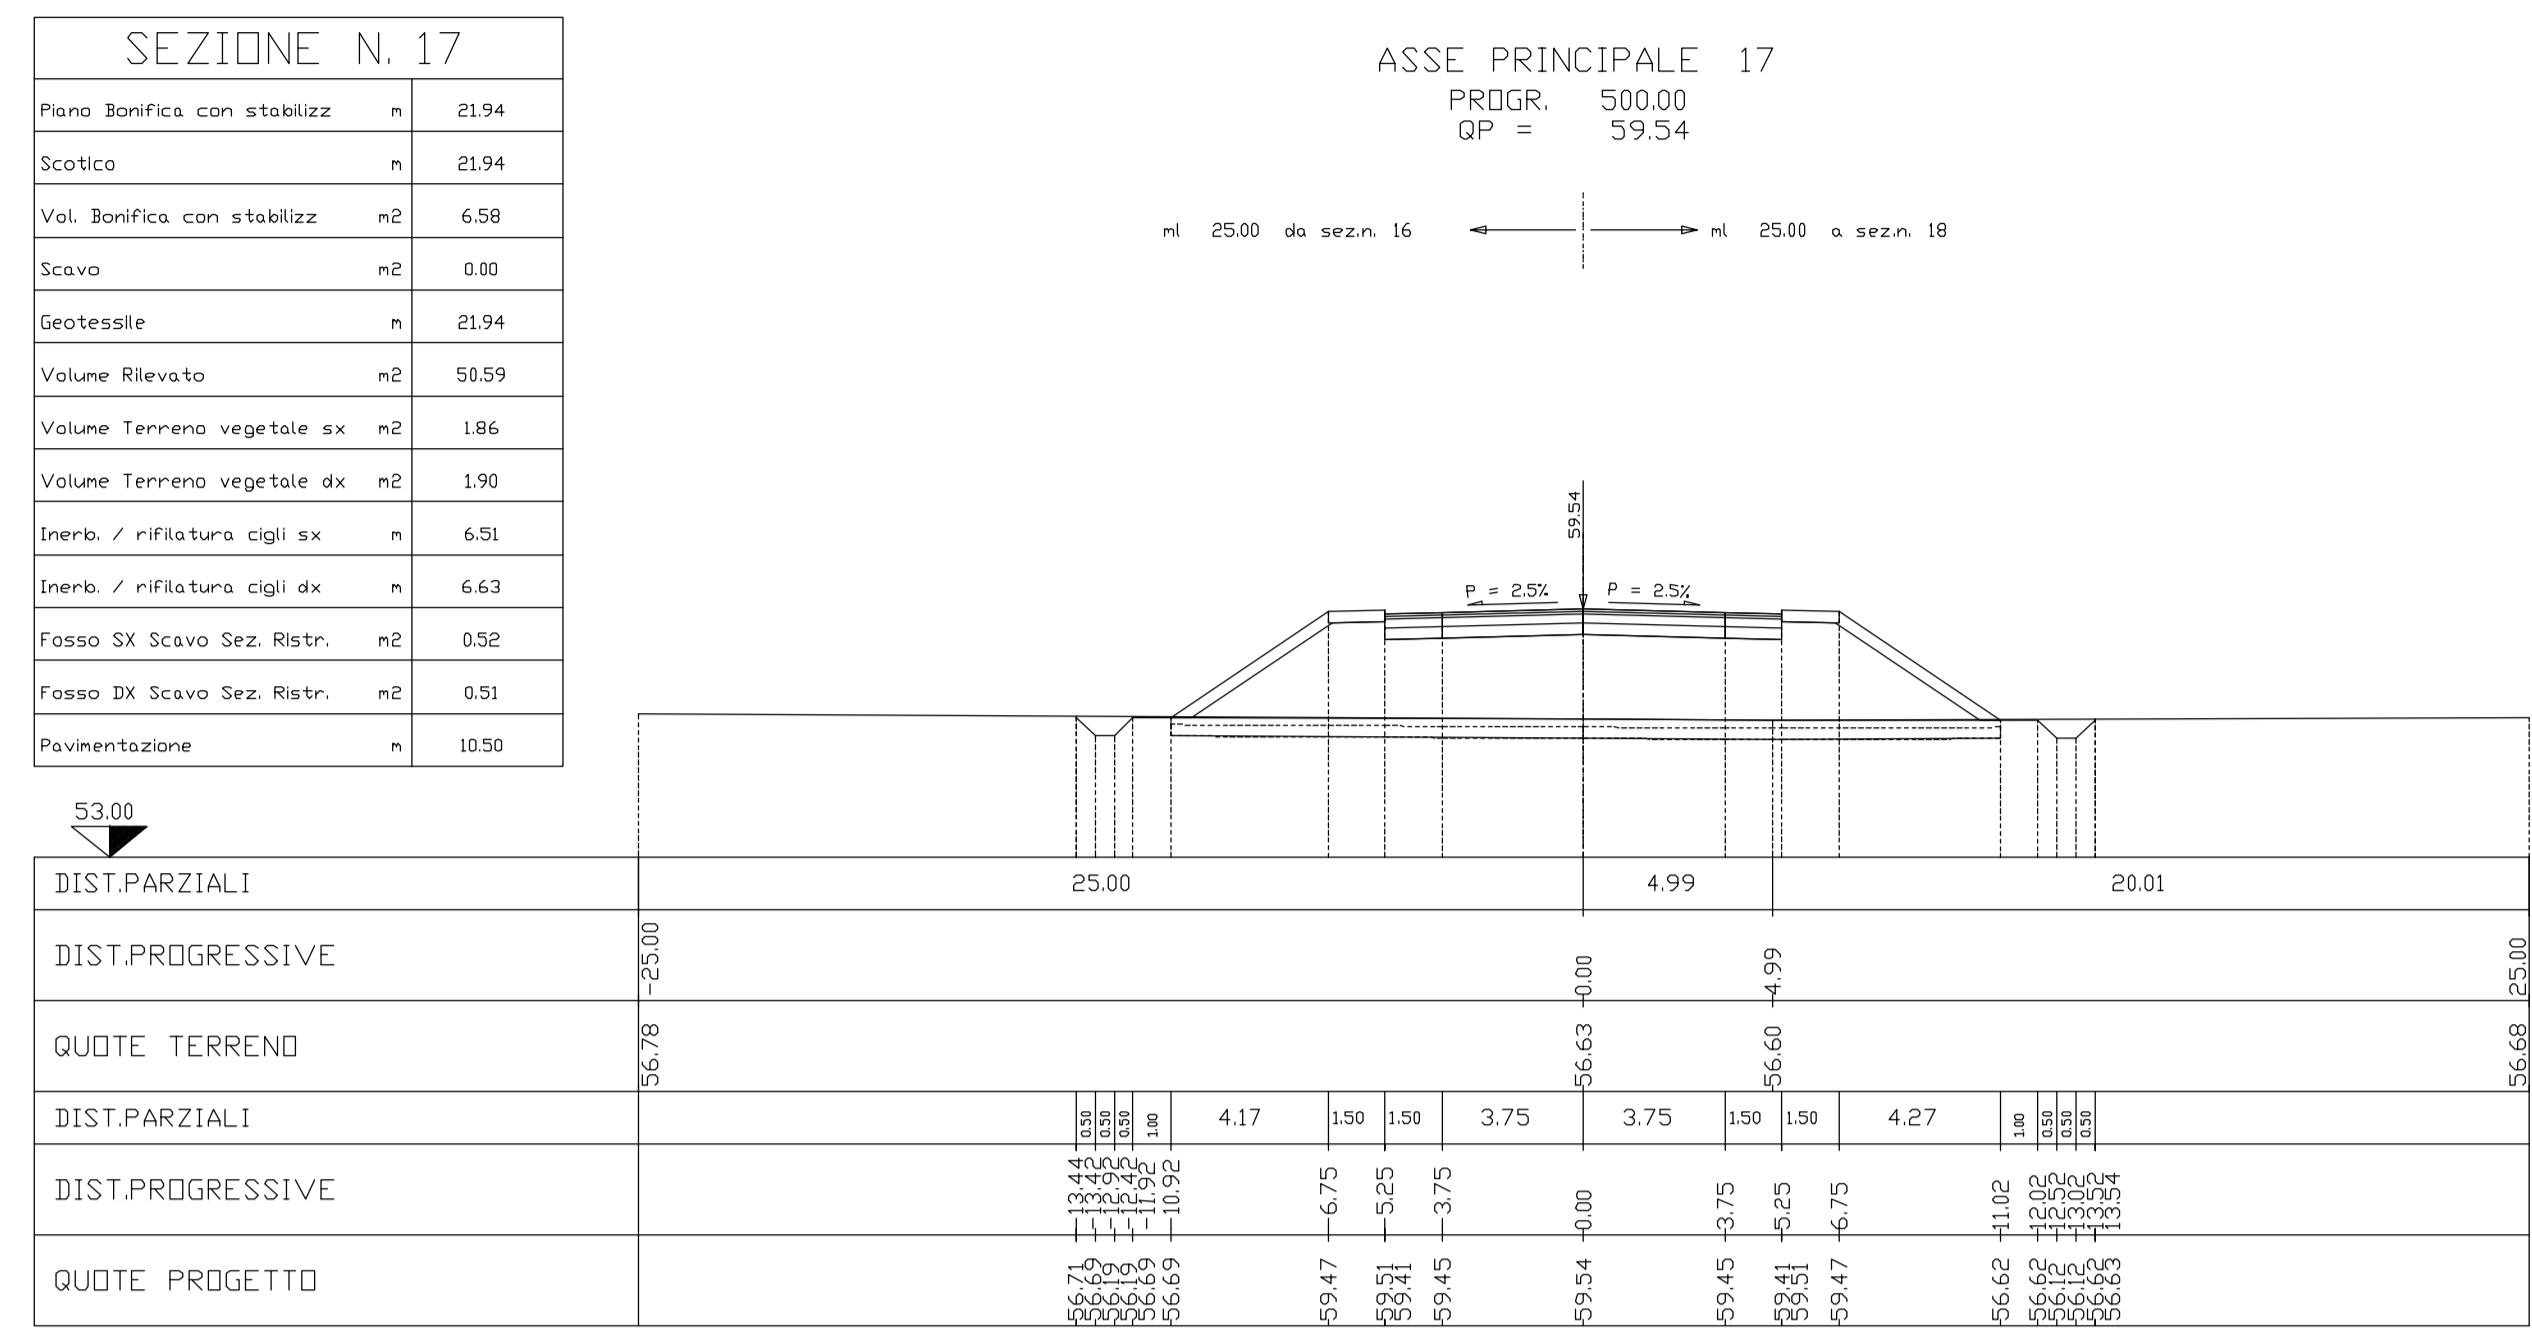 SEZIONE N. 17
Piano Bonifica con stabilizz m 21.94
Scotico m 21.94
Vol. Bonifica con stabilizz m2 6.58
Scavo m2 0.00
Geotessile m 21.94
Volume Rilevato m2 50.59
Volume Terreno vegetale sx m2 1.86
Volume Terreno vegetale dx m2 1.90
Inerb. / rifilatura cigli sx m 6.51
Inerb. / rifilatura cigli dx m 6.63
Fosso SX Scavo Sez. Ristr. m2 0.52
Fosso DX Scavo Sez. Ristr. m2 0.51
Pavimentazione m 10.50
ASSE PRINCIPALE 17
PROGR. 500.00
QP = 59.54
ml 25.00 da sez.n. 16
ml 25.00 a sez.n. 18
59.54
P = 2.5%
P = 2.5%
53.00
DIST.PARZIALI 25.00 4.99 20.01
DIST.PROGRESSIVE -25.00 0.00 4.99 25.00
QUOTE TERRENO 56.78 56.63 56.60 56.68
DIST.PARZIALI 0.50 0.50 0.50 1.00 4.17 1.50 1.50 3.75 3.75 1.50 1.50 4.27 1.00 0.50 0.50 0.50
DIST.PROGRESSIVE -13.44 -13.42 -12.92 -12.42 -11.92 -10.92 -6.75 -5.25 -3.75 0.00 3.75 5.25 6.75 11.02 12.02 12.52 13.02 13.52 13.54
QUOTE PROGETTO 56.71 56.69 56.19 56.19 56.69 56.69 59.47 59.51 59.41 59.45 59.54 59.45 59.41 59.51 59.47 56.62 56.62 56.12 56.12 56.62 56.63